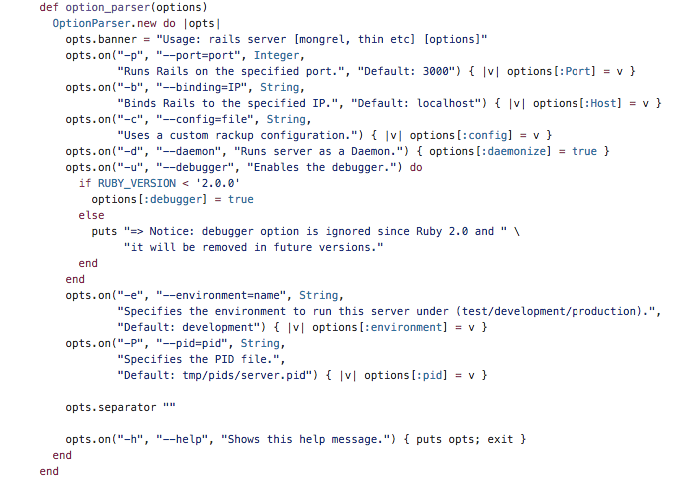 def option_parser(options)
  OptionParser.new do |opts|
    opts.banner = "Usage: rails server [mongrel, thin etc] [options]"
    opts.on("-p", "--port=port", Integer,
            "Runs Rails on the specified port.", "Default: 3000") { |v| options[:Port] = v }
    opts.on("-b", "--binding=IP", String,
            "Binds Rails to the specified IP.", "Default: localhost") { |v| options[:Host] = v }
    opts.on("-c", "--config=file", String,
            "Uses a custom rackup configuration.") { |v| options[:config] = v }
    opts.on("-d", "--daemon", "Runs server as a Daemon.") { options[:daemonize] = true }
    opts.on("-u", "--debugger", "Enables the debugger.") do
      if RUBY_VERSION < '2.0.0'
        options[:debugger] = true
      else
        puts "=> Notice: debugger option is ignored since Ruby 2.0 and " \
             "it will be removed in future versions."
      end
    end
    opts.on("-e", "--environment=name", String,
            "Specifies the environment to run this server under (test/development/production).",
            "Default: development") { |v| options[:environment] = v }
    opts.on("-P", "--pid=pid", String,
            "Specifies the PID file.",
            "Default: tmp/pids/server.pid") { |v| options[:pid] = v }

    opts.separator ""

    opts.on("-h", "--help", "Shows this help message.") { puts opts; exit }
  end
end